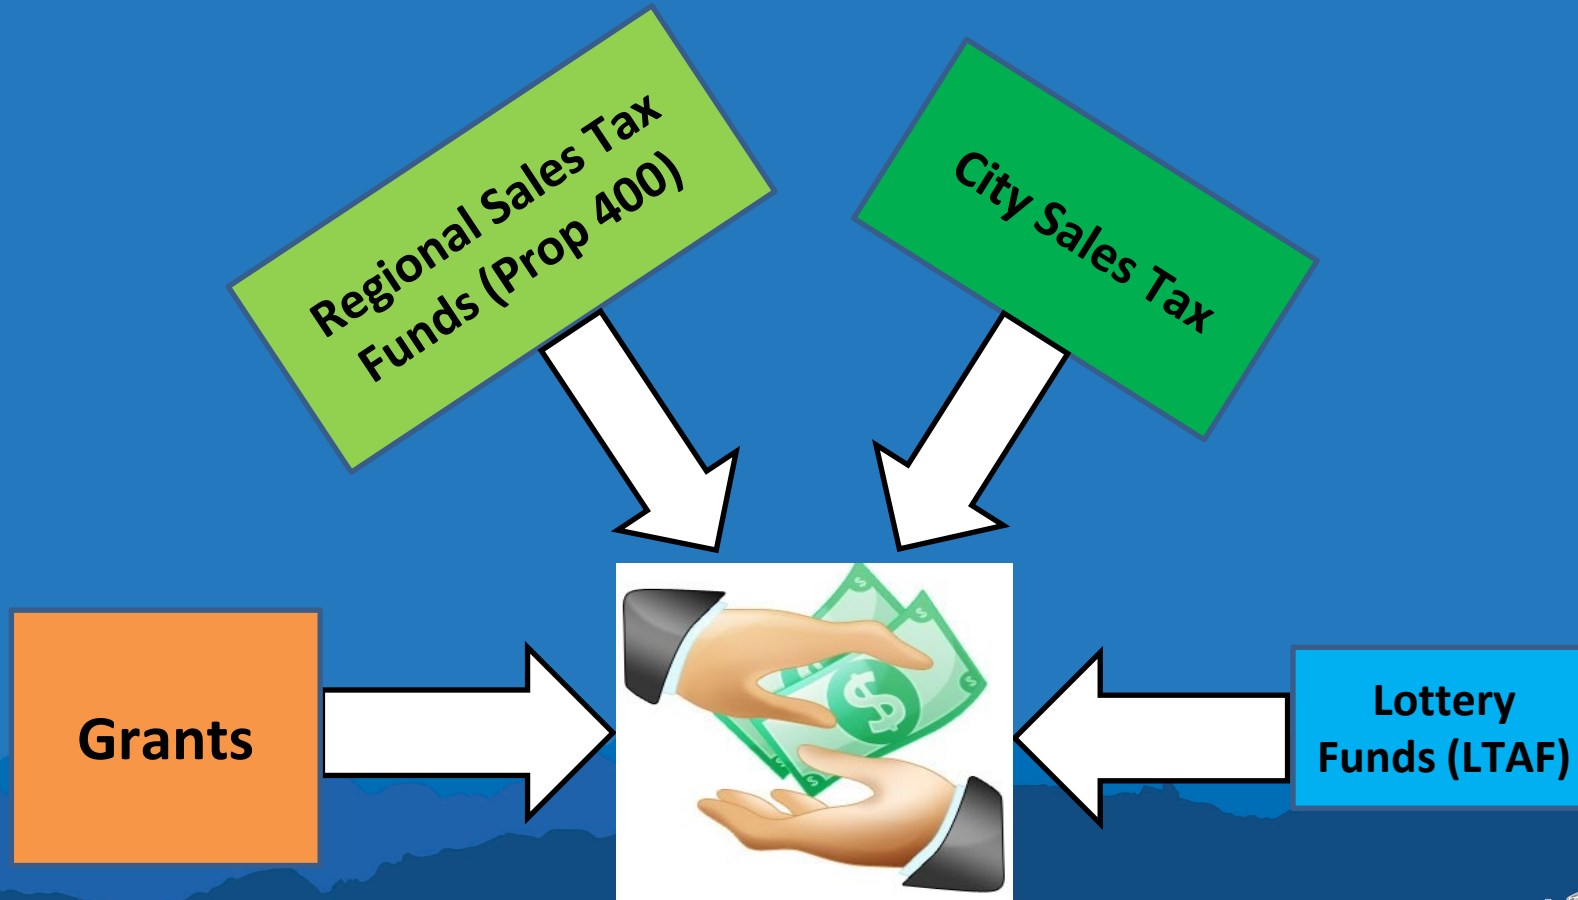 Regional Sales Tax
Funds (Prop 400)
City Sales Tax
Grants
Lottery
Funds (LTAF)
$